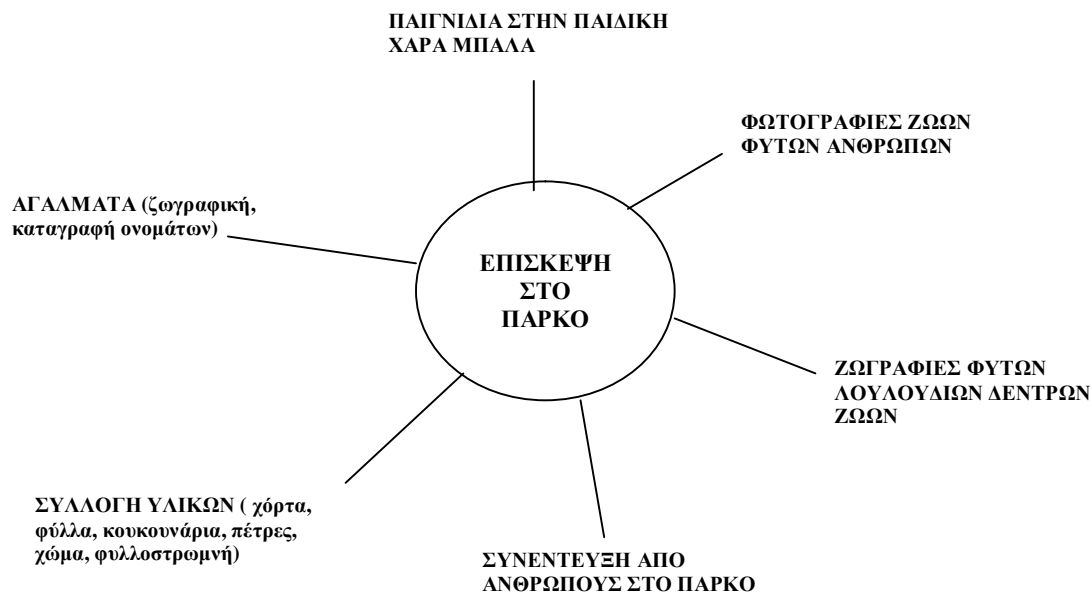 ΠΑΙΓΝΙΔΙΑ ΣΤΗΝ ΠΑΙΔΙΚΗ
ΧΑΡΑ ΜΠΑΛΑ
ΦΩΤΟΓΡΑΦΙΕΣ ΖΩΩΝ
ΦΥΤΩΝ ΑΝΘΡΩΠΩΝ
ΑΓΑΛΜΑΤΑ (ζωγραφική,
καταγραφή ονομάτων)
ΕΠΙΣΚΕΨΗ
ΣΤΟ
ΠΑΡΚΟ
ΖΩΓΡΑΦΙΕΣ ΦΥΤΩΝ
ΛΟΥΛΟΥΔΙΩΝ ΔΕΝΤΡΩΝ
ΖΩΩΝ
ΣΥΛΛΟΓΗ ΥΛΙΚΩΝ ( χόρτα,
φύλλα, κουκουνάρια, πέτρες,
χώμα, φυλλοστρομνή)
ΣΥΝΕΝΤΕΥΞΗ ΑΠΟ
ΑΝΘΡΩΠΟΥΣ ΣΤΟ ΠΑΡΚΟ